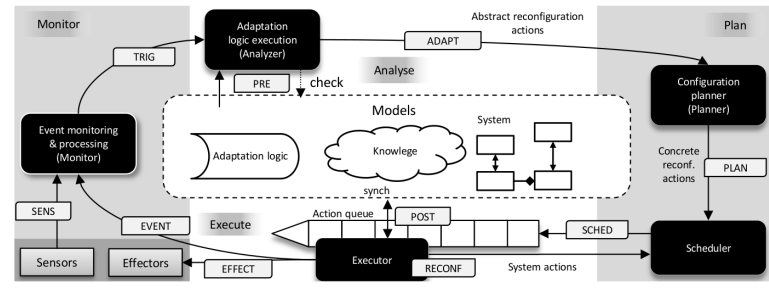 Monitor
Adaptation
logic execution
(Analyzer)
Abstract reconfiguration
actions
Plan
ADAPT
TRIG
Analyse
PRE
check
Configuration
planner
(Planner)
Models
System
Event monitoring
& processing
(Monitor)
Adaptation logic
Knowlege
Concrete
reconf.
actions
PLAN
synch
SENS
EVENT
Execute
Action queue
POST
SCHED
Scheduler
Sensors
Effectors
EFFECT
Executor
RECONF
System actions